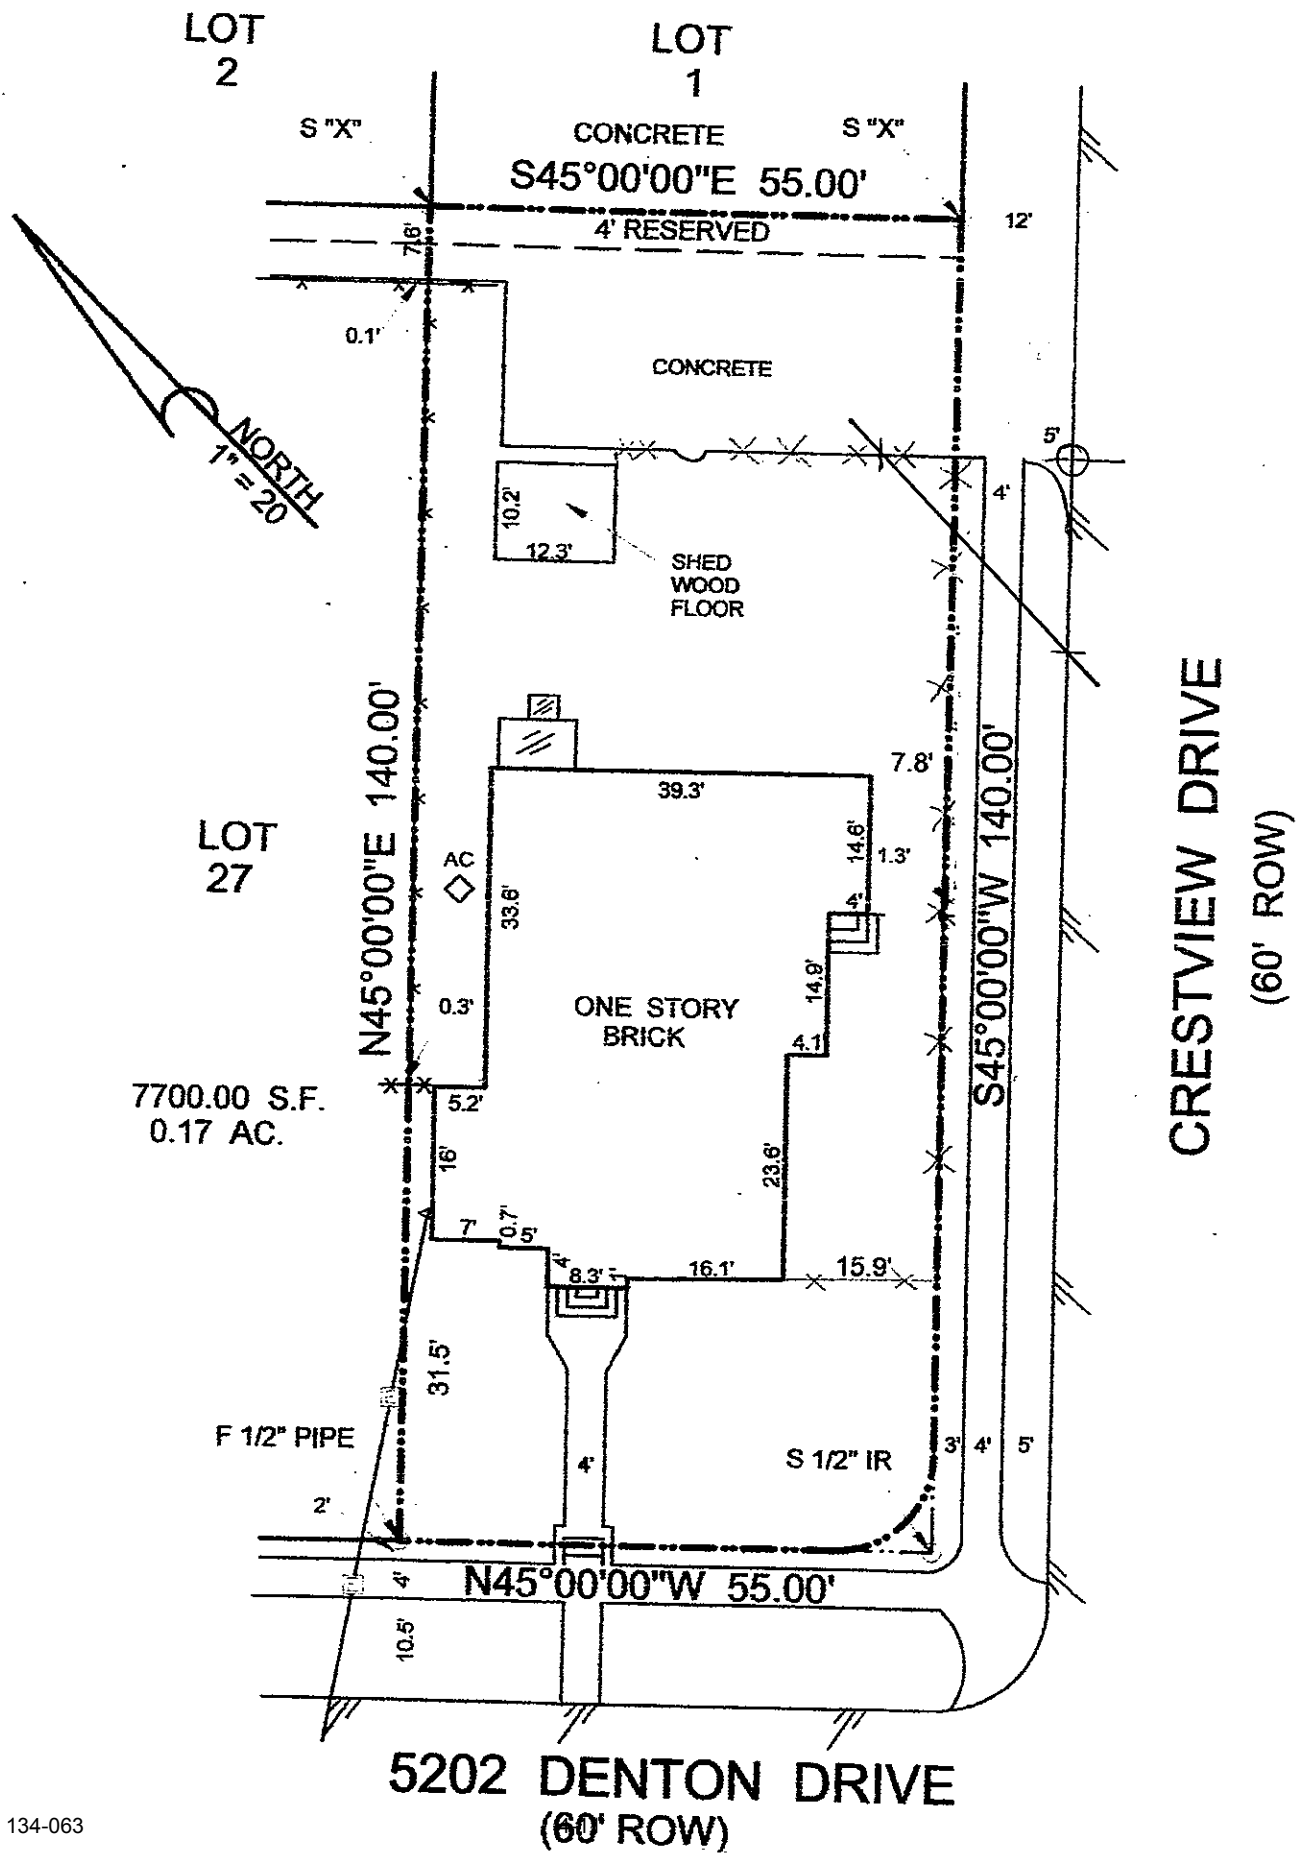 LOT
2
LOT
1
S "X"
CONCRETE
S "X"
S45°00'00"E 55.00'
12'
4' RESERVED
7.6'
0.1'
CONCRETE
NORTH
1" = 20
5'
4'
10.2'
12.3'
SHED
WOOD
FLOOR
N45°00'00"E 140.00'
7.8'
39.3'
S45°00'00"W 140.00'
CRESTVIEW DRIVE
(60' ROW)
LOT
27
AC
14.6'
1.3'
33.6'
4'
14.9'
0.3'
ONE STORY
BRICK
4.1'
7700.00 S.F.
0.17 AC.
5.2'
16'
23.6'
7'
0.7'
5'
4'
8.3'
1'
16.1'
15.9'
31.5'
F 1/2" PIPE
4'
S 1/2" IR
3'
4'
5'
2'
4'
N45°00'00"W 55.00'
10.5'
5202 DENTON DRIVE
(60' ROW)
134-063